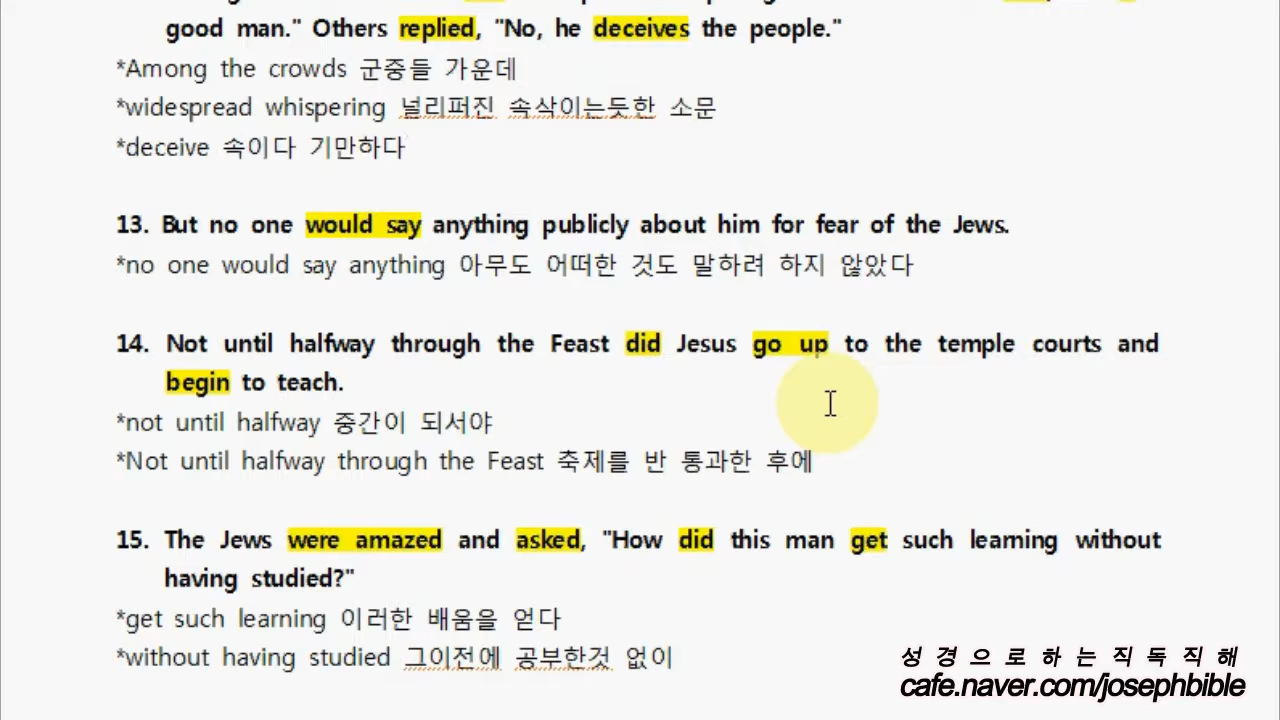 good man." Others replied, "No, he deceives the people."
*Among the crowds 군중들 가운데
*widespread whispering 널리퍼진 속삭이는듯한 소문
*deceive 속이다 기만하다
13. But no one would say anything publicly about him for fear of the Jews.
*no one would say anything 아무도 어떠한 것도 말하려 하지 않았다
14. Not until halfway through the Feast did Jesus go up to the temple courts and
begin to teach.
*not until halfway 중간이 되서야
*Not until halfway through the Feast 축제를 반 통과한 후에
15. The Jews were amazed and asked, "How did this man get such learning without
having studied?"
*get such learning 이러한 배움을 얻다
*without having studied 그이전에 공부한것 없이
성경으로하는직독직해
cafe.naver.com/josephbible